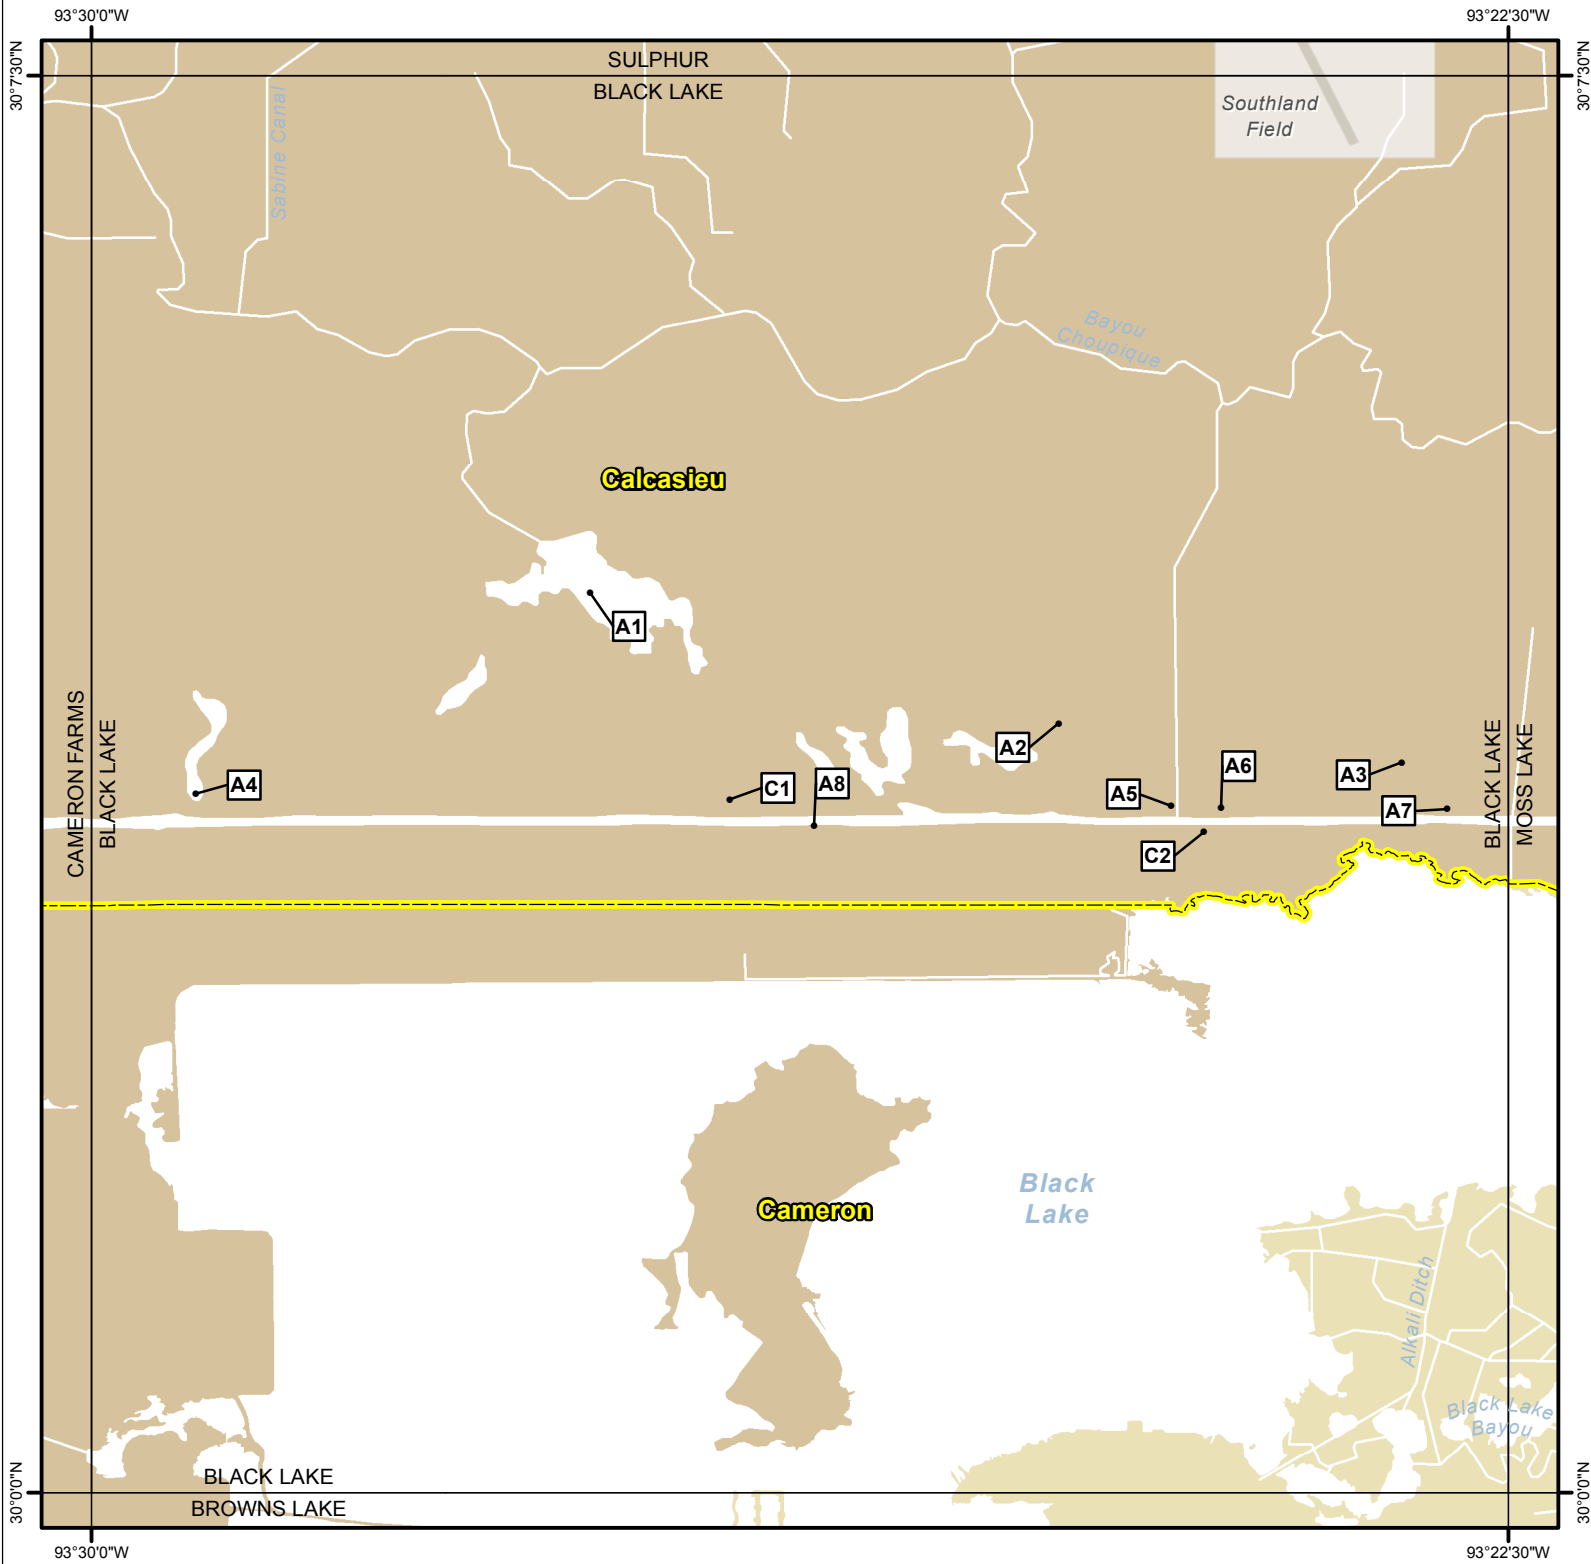 93°30'0"W
93°22'30"W
30°7'30"N
30°7'30"N
SULPHUR
BLACK LAKE
Southland
Field
Sabine Canal
Bayou
Choupique
Calcasieu
A1
CAMERON FARMS
BLACK LAKE
BLACK LAKE
MOSS LAKE
A2
A6
A3
A4
C1
A8
A5
A7
C2
Black
Lake
Cameron
Alkali Ditch
Black Lake
Bayou
BLACK LAKE
BROWNS LAKE
30°0'0"N
30°0'0"N
93°30'0"W
93°22'30"W